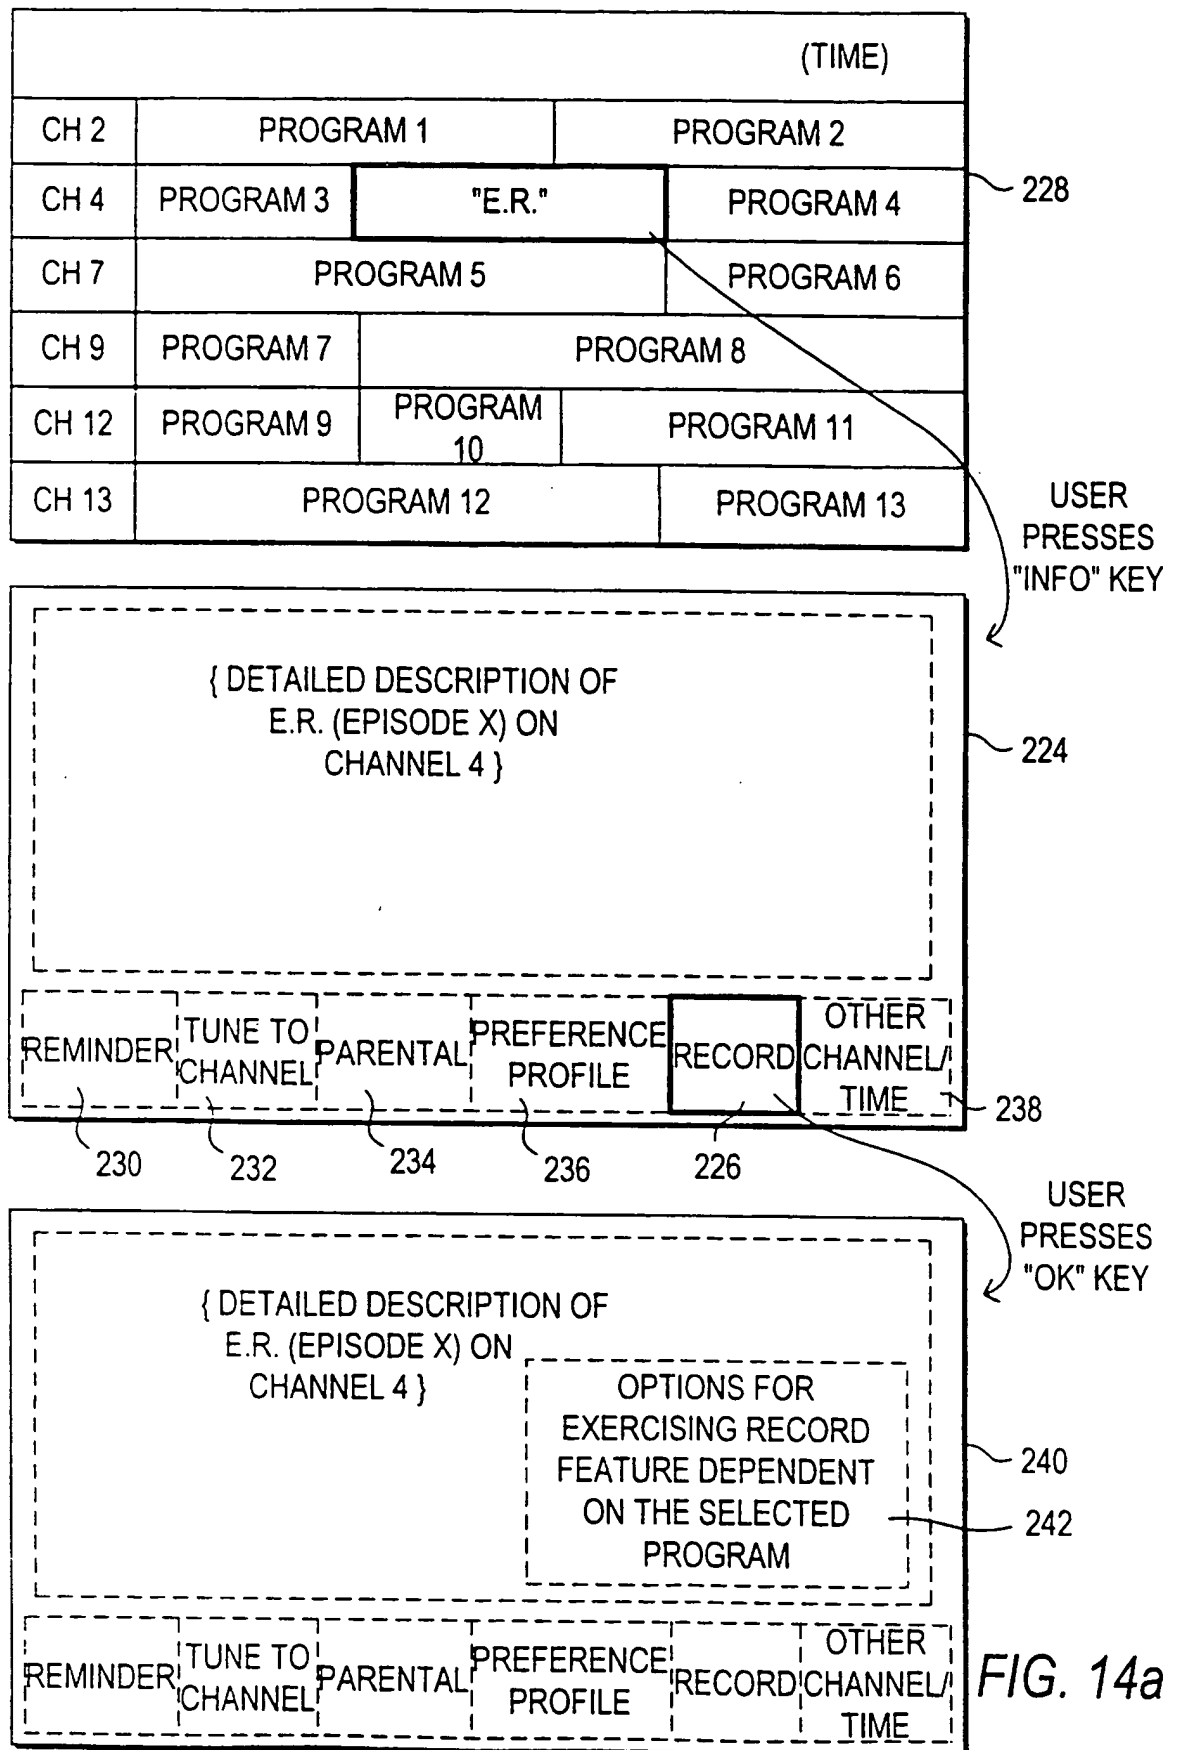 (TIME)
CH 2 PROGRAM 1 PROGRAM 2
228
CH 4 PROGRAM 3 "E.R." PROGRAM 4
CH 7 PROGRAM 5 PROGRAM 6
CH 9 PROGRAM 7 PROGRAM 8
CH 12 PROGRAM 9 PROGRAM 10 PROGRAM 11
CH 13 PROGRAM 12 PROGRAM 13
USER
PRESSES
"INFO" KEY
{ DETAILED DESCRIPTION OF
E.R. (EPISODE X) ON
CHANNEL 4 }
224
REMINDER
TUNE TO
CHANNEL
PARENTAL
PREFERENCE
PROFILE
RECORD
OTHER
CHANNEL/
TIME
238
230 232 234 236 226
USER
PRESSES
"OK" KEY
{ DETAILED DESCRIPTION OF
E.R. (EPISODE X) ON
CHANNEL 4 }
OPTIONS FOR
EXERCISING RECORD
FEATURE DEPENDENT
ON THE SELECTED
PROGRAM
240
242
REMINDER
TUNE TO
CHANNEL
PARENTAL
PREFERENCE
PROFILE
RECORD
OTHER
CHANNEL/
TIME
FIG. 14a